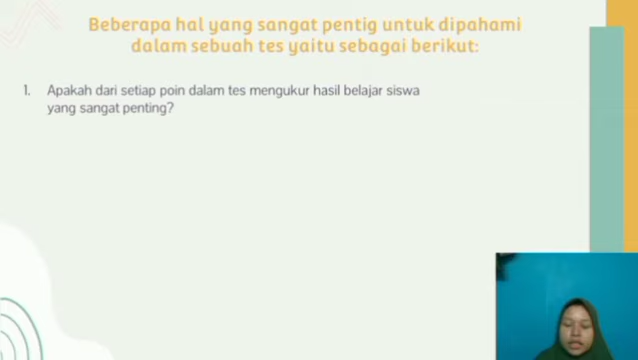 Beberapa hal yang sangat pentig untuk dipahami
dalam sebuah tes yaitu sebagai berikut:
1. Apakah dari setiap poin dalam tes mengukur hasil belajar siswa
yang sangat penting?